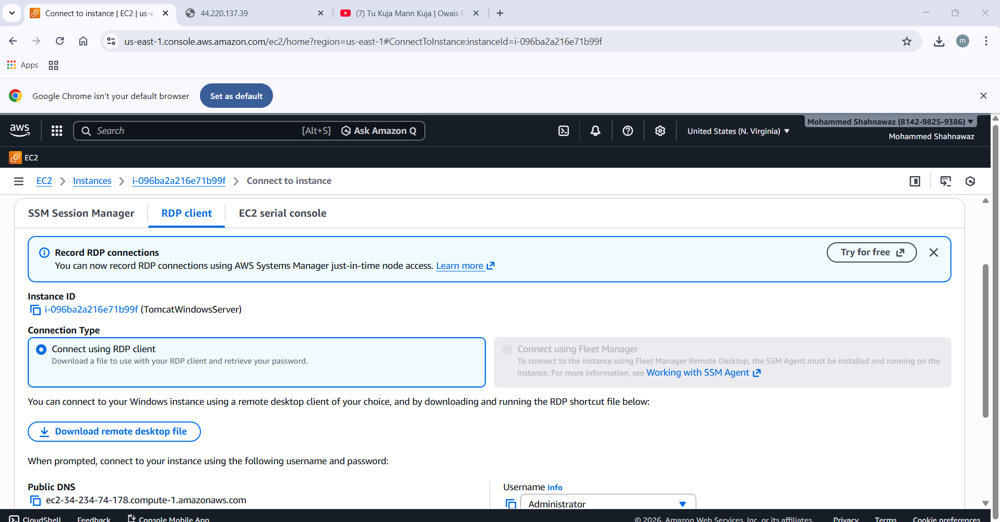 Connect to instance | EC2 | us-e
44.220.137.39
(7) Tu Kuja Mann Kuja | Owais R
us-east-1.console.aws.amazon.com/ec2/home?region=us-east-1#ConnectToInstance:instanceId=i-096ba2a216e71b99f
m
Apps
Google Chrome isn't your default browser
Set as default
aws
Search
[Alt+S]
Ask Amazon Q
United States (N. Virginia)
Mohammed Shahnawaz (8142-9825-9386)
Mohammed Shahnawaz
EC2
EC2
Instances
i-096ba2a216e71b99f
Connect to instance
SSM Session Manager
RDP client
EC2 serial console
Record RDP connections
You can now record RDP connections using AWS Systems Manager just-in-time node access. Learn more
Try for free
Instance ID
i-096ba2a216e71b99f (TomcatWindowsServer)
Connection Type
Connect using RDP client
Download a file to use with your RDP client and retrieve your password.
Connect using Fleet Manager
To connect to the instance using Fleet Manager Remote Desktop, the SSM Agent must be installed and running on the
instance. For more information, see Working with SSM Agent
You can connect to your Windows instance using a remote desktop client of your choice, and by downloading and running the RDP shortcut file below:
Download remote desktop file
When prompted, connect to your instance using the following username and password:
Public DNS
ec2-34-234-74-178.compute-1.amazonaws.com
Username Info
Administrator
CloudShell
Feedback
Console Mobile App
© 2026, Amazon Web Services, Inc. or its affiliates.
Privacy
Terms
Cookie preferences